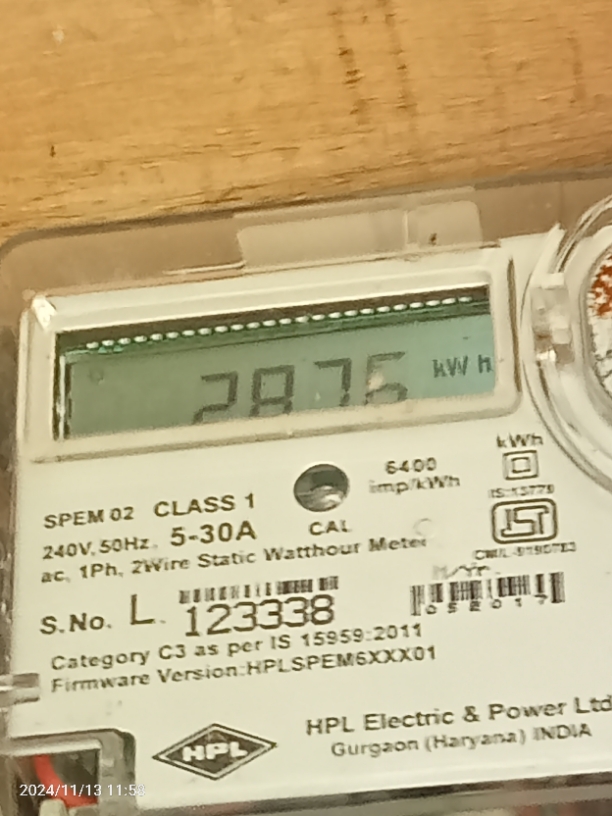 2876 kWh
kWh
6400
imp/kWh
IS:13779
SPEM 02 CLASS 1
240V, 50Hz, 5-30A
CAL
ac, 1Ph, 2Wire Static Watthour Meter
M/Yr.
S.No. L. 123338
052017
Category C3 as per IS 15959:2011
Firmware Version:HPLSPEM6XXX01
HPL
HPL Electric & Power Ltd
Gurgaon (Haryana) INDIA
2024/11/13